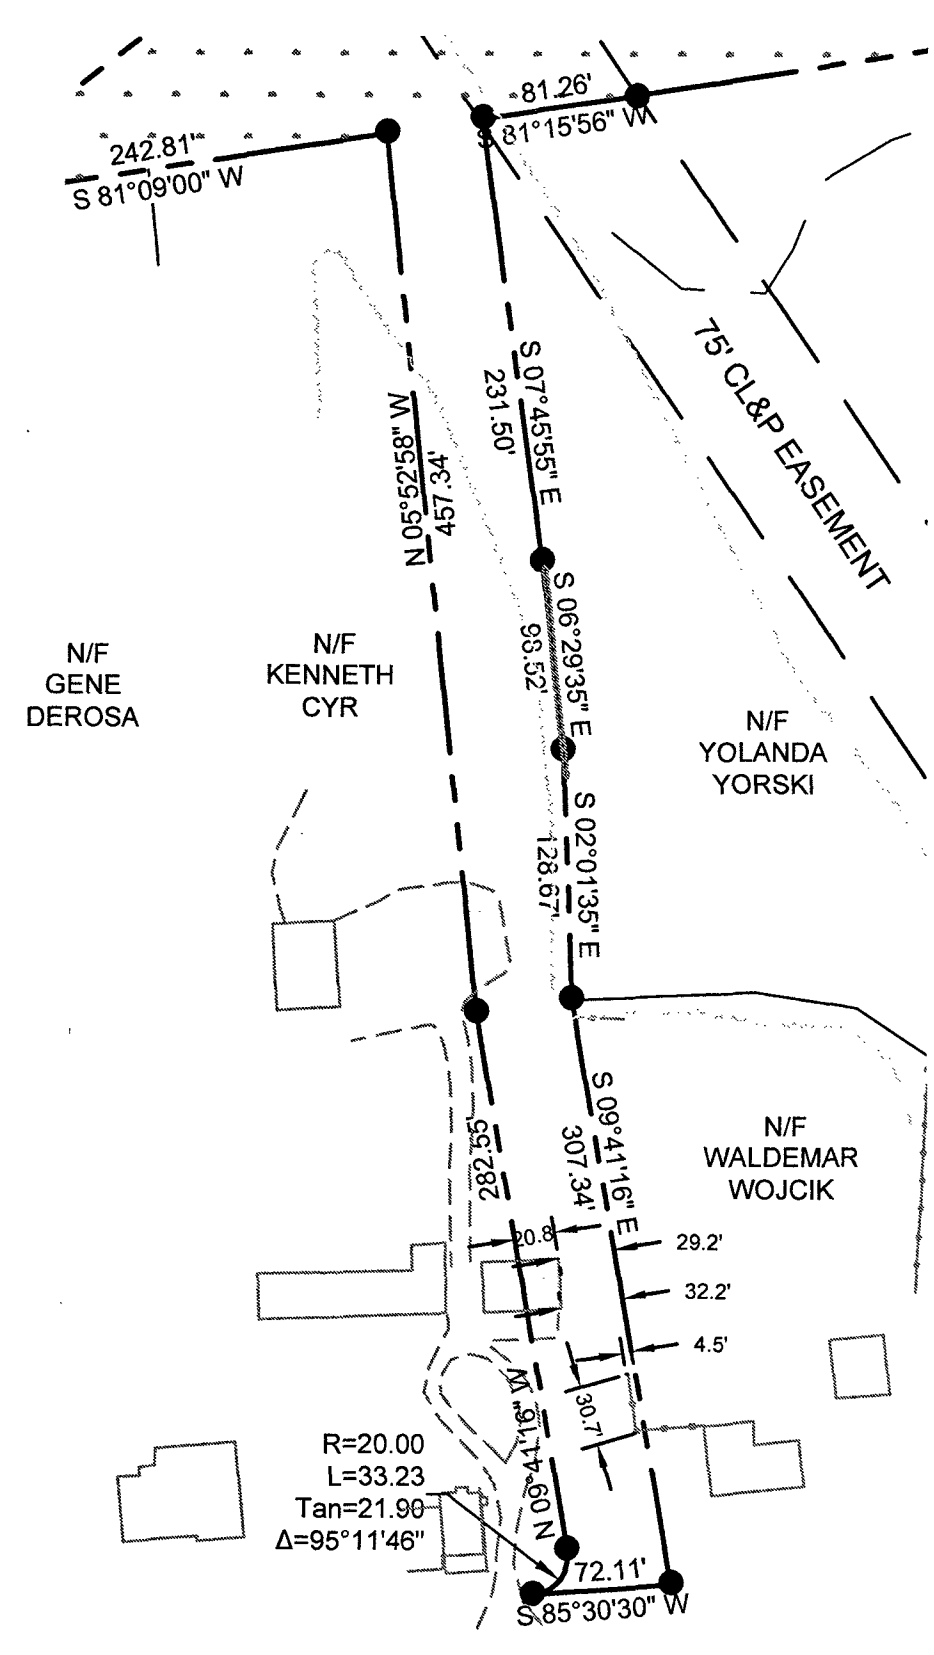 81.26'
S 81°15'56" W
242.81'
S 81°09'00" W
75' CL&P EASEMENT
S 07°45'55" E
231.50'
N 05°52'58" W
457.34'
S 06°29'35" E
98.52'
N/F
GENE
DEROSA
N/F
KENNETH
CYR
N/F
YOLANDA
YORSKI
S 02°01'35" E
128.67'
S 09°41'16" E
307.34'
282.55'
N/F
WALDEMAR
WOJCIK
20.8
29.2'
32.2'
4.5'
30.7'
N 09°41'16" W
R=20.00
L=33.23
Tan=21.90
Δ=95°11'46"
72.11'
S 85°30'30" W